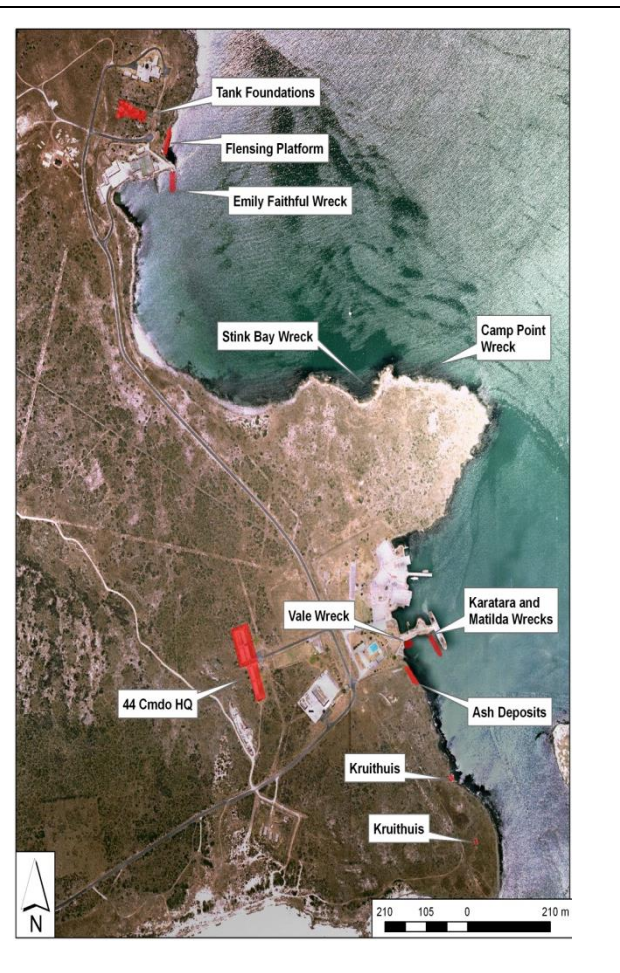 Tank Foundations
Flensing Platform
Emily Faithful Wreck
Stink Bay Wreck
Camp Point
Wreck
Vale Wreck
Karatara and
Matilda Wrecks
44 Cmdo HQ
Ash Deposits
Kruithuis
Kruithuis
N
210 105 0 210 m